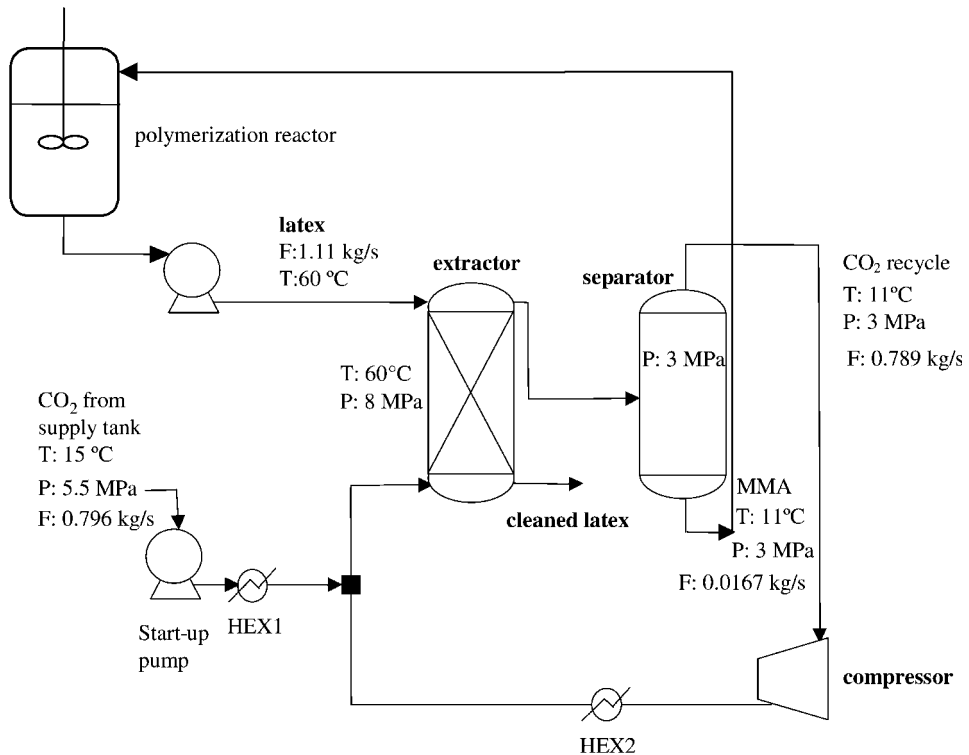 polymerization reactor
latex
F:1.11 kg/s
T:60 ºC
extractor
separator
CO₂ recycle
T: 11ºC
P: 3 MPa
F: 0.789 kg/s
P: 3 MPa
T: 60°C
P: 8 MPa
CO₂ from
supply tank
T: 15 ºC
P: 5.5 MPa
F: 0.796 kg/s
cleaned latex
MMA
T: 11ºC
P: 3 MPa
F: 0.0167 kg/s
Start-up
pump
HEX1
compressor
HEX2